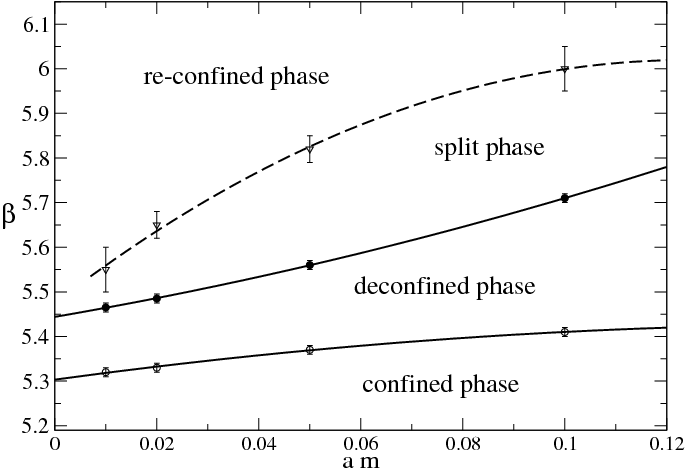 6.1
6
re-confined phase
5.9
split phase
5.8
5.7
β
5.6
deconfined phase
5.5
5.4
confined phase
5.3
5.2
0 0.02 0.04 0.06 0.08 0.1 0.12
a m